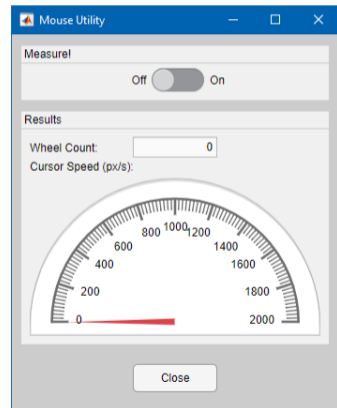 Mouse Utility
Measure!
Off On
Results
Wheel Count: 0
Cursor Speed (px/s):
0 200 400 600 800 1000 1200 1400 1600 1800 2000
Close